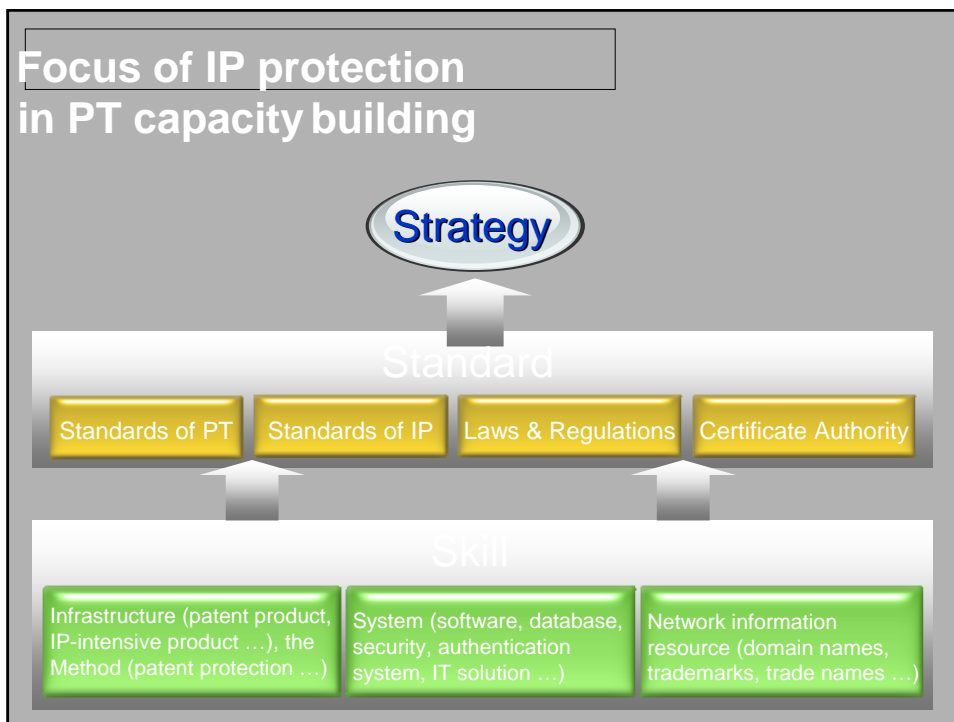 Focus of IP protection
in PT capacity building
Strategy
Standard
Standards of PT
Standards of IP
Laws & Regulations
Certificate Authority
Skill
Infrastructure (patent product,
IP-intensive product …), the
Method (patent protection …)
System (software, database,
security, authentication
system, IT solution …)
Network information
resource (domain names,
trademarks, trade names …)